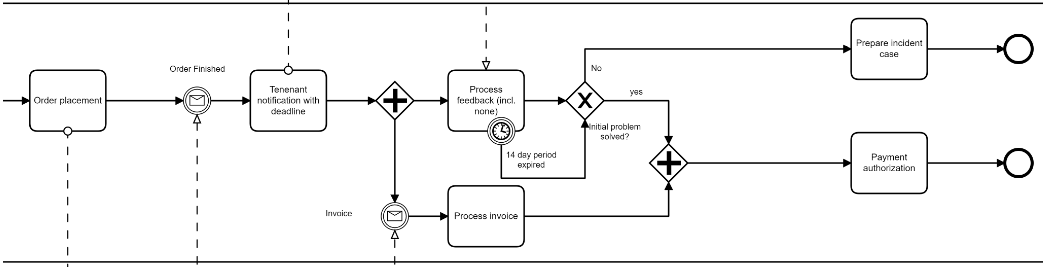 Order placement
Order Finished
Tenenant
notification with
deadline
Process
feedback (incl.
none)
14 day period
expired
No
yes
Initial problem
solved?
Prepare incident
case
Payment
authorization
Invoice
Process invoice